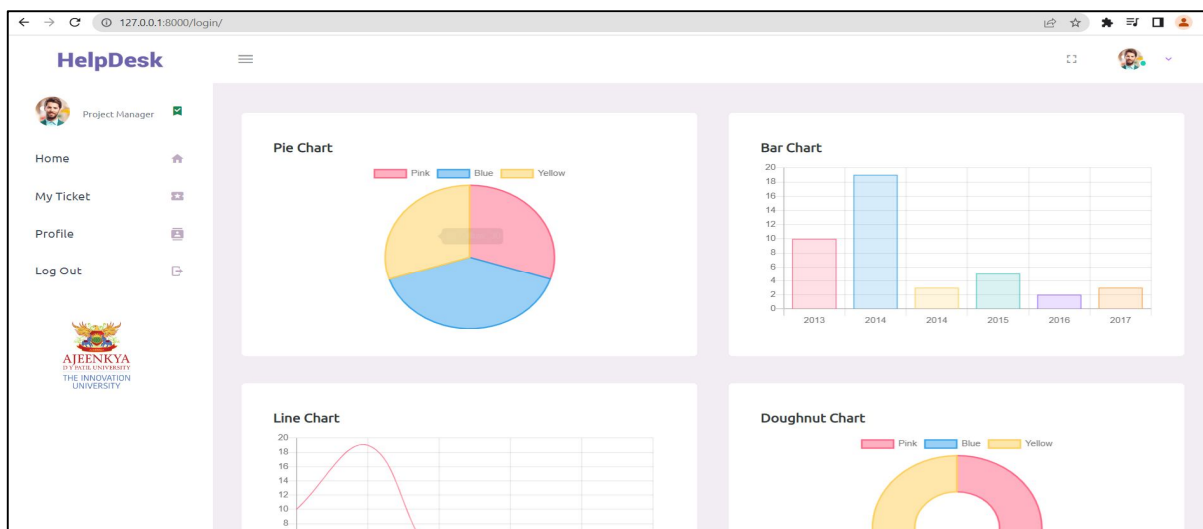 127.0.0.1:8000/login/
HelpDesk
Project Manager
Home
My Ticket
Profile
Log Out
AJEENKYA
D Y PATIL UNIVERSITY
THE INNOVATION
UNIVERSITY
Pie Chart
Pink Blue Yellow
Bar Chart
20
18
16
14
12
10
8
6
4
2
0
2013 2014 2014 2015 2016 2017
Line Chart
20
18
16
14
12
10
8
Doughnut Chart
Pink Blue Yellow